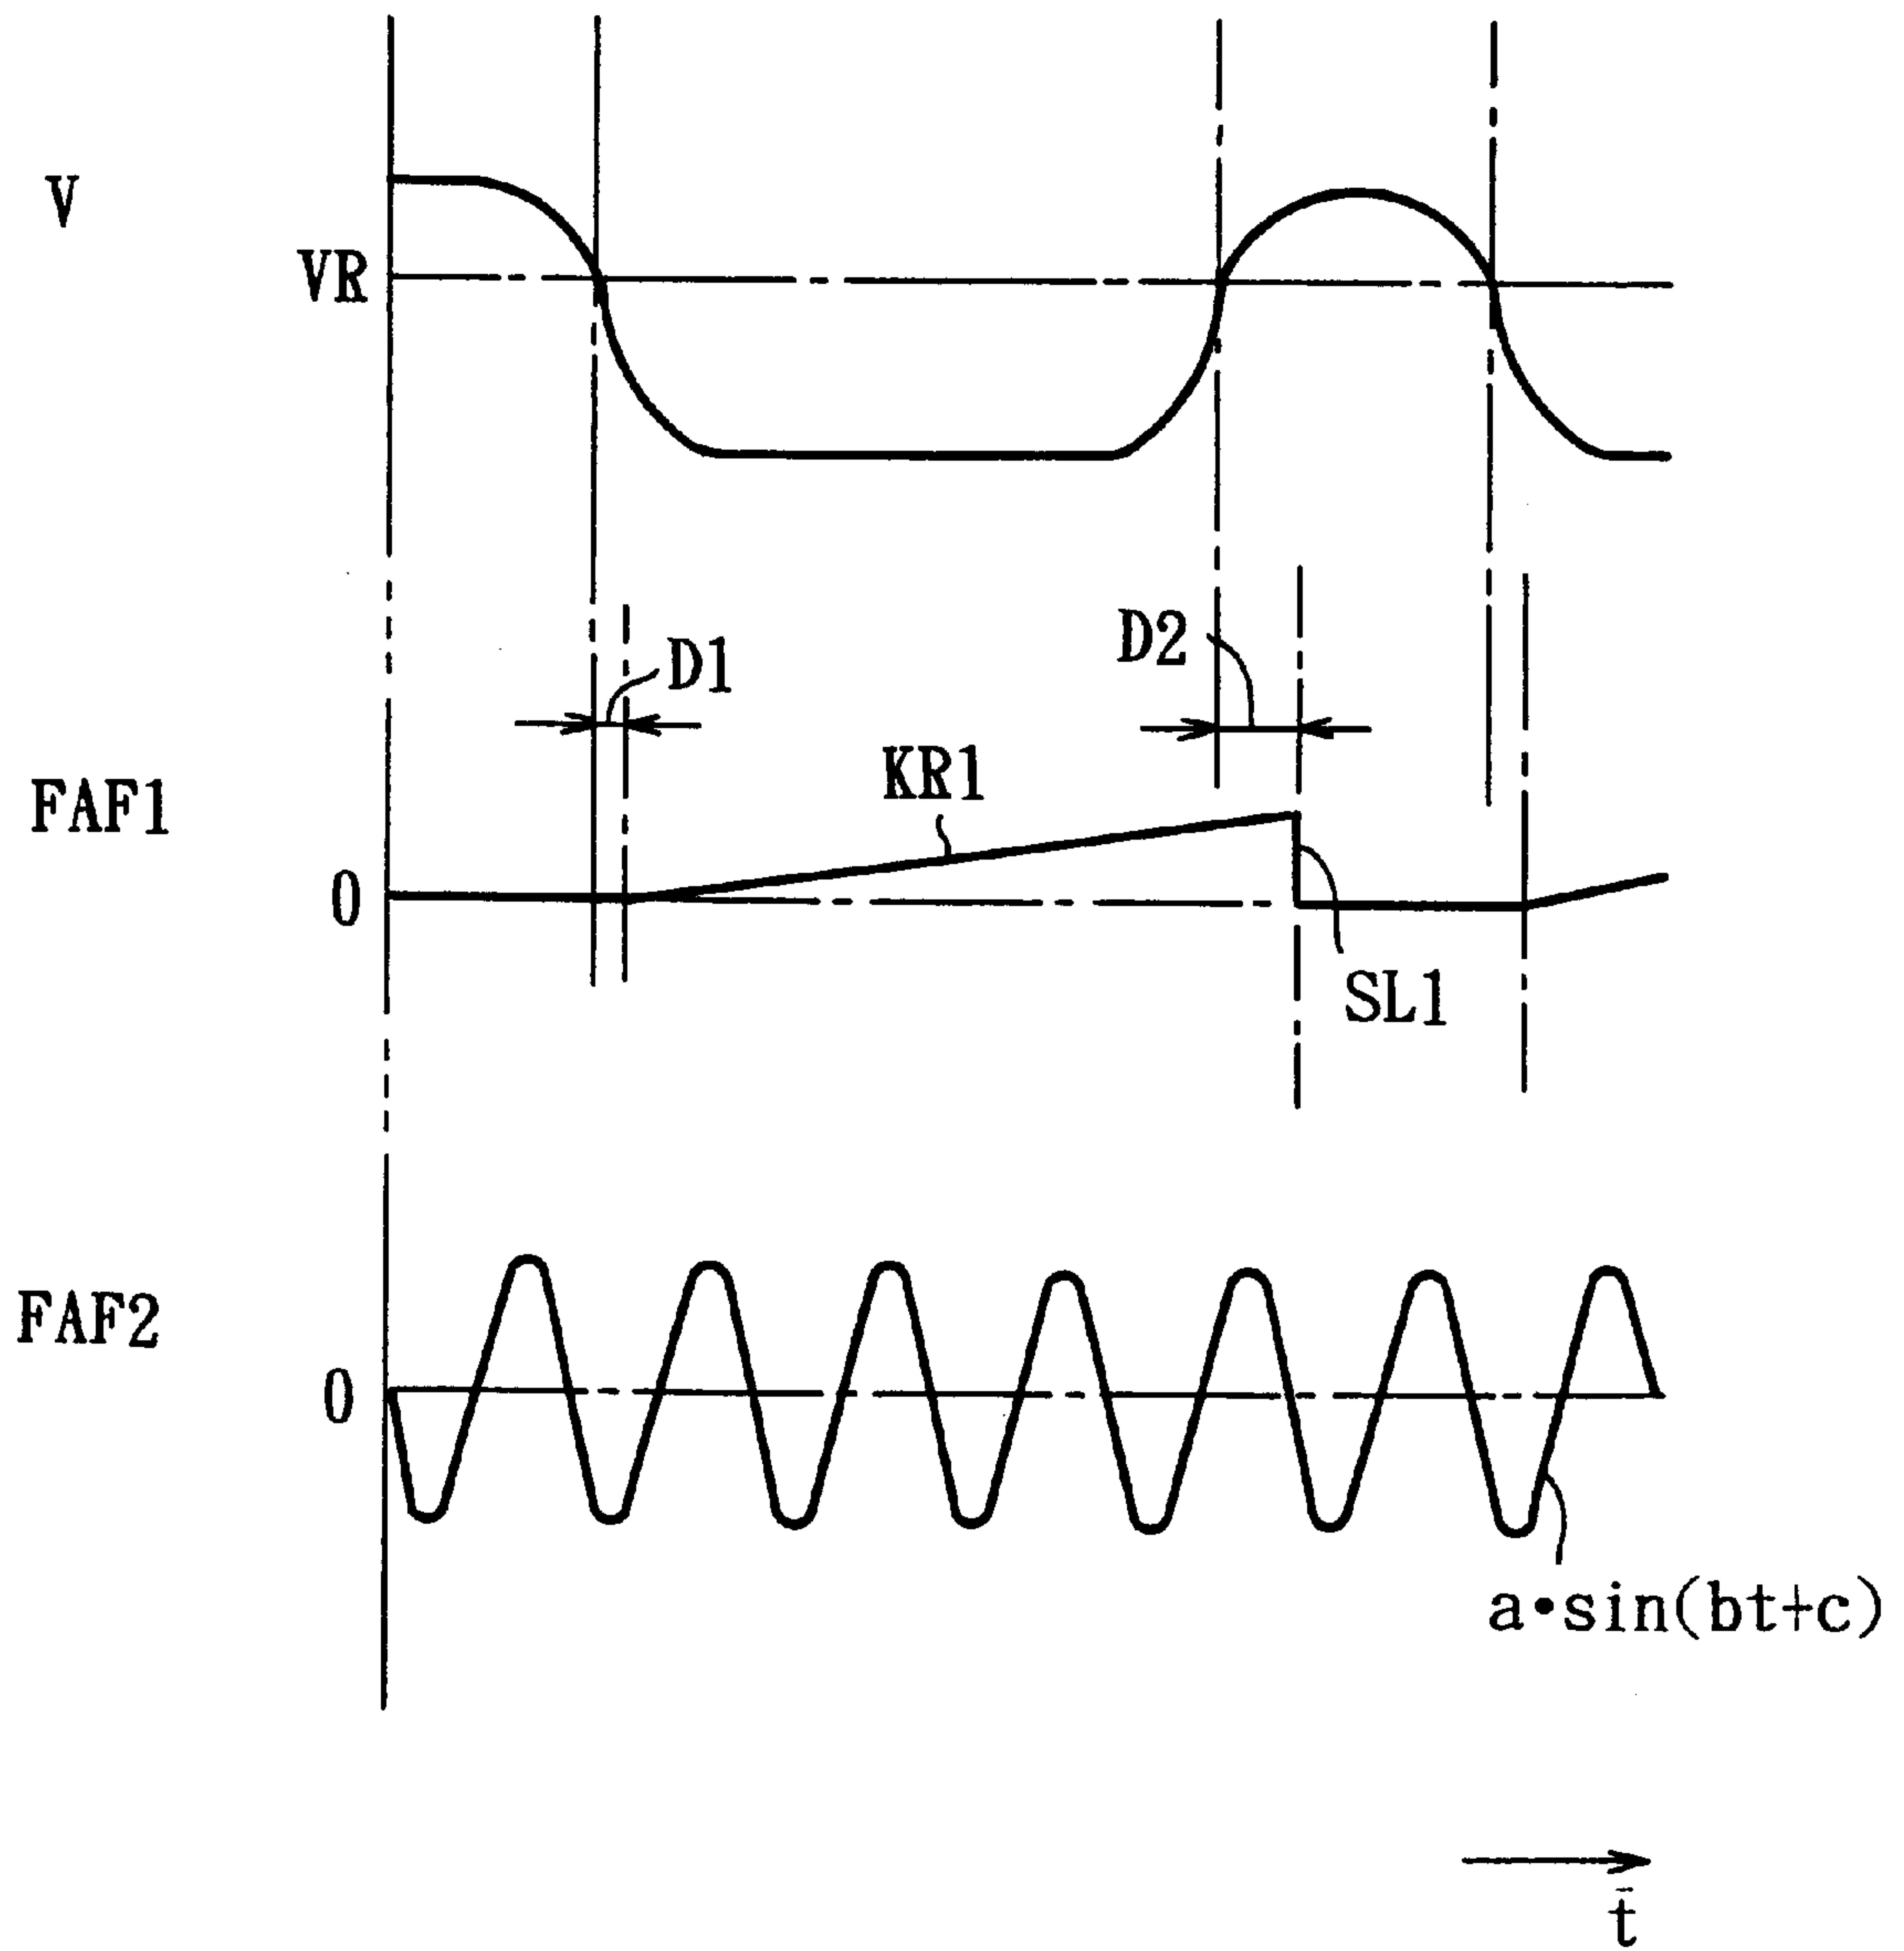 V
VR
D1
D2
KR1
FAF1
0
SL1
FAF2
0
a•sin(bt+c)
t